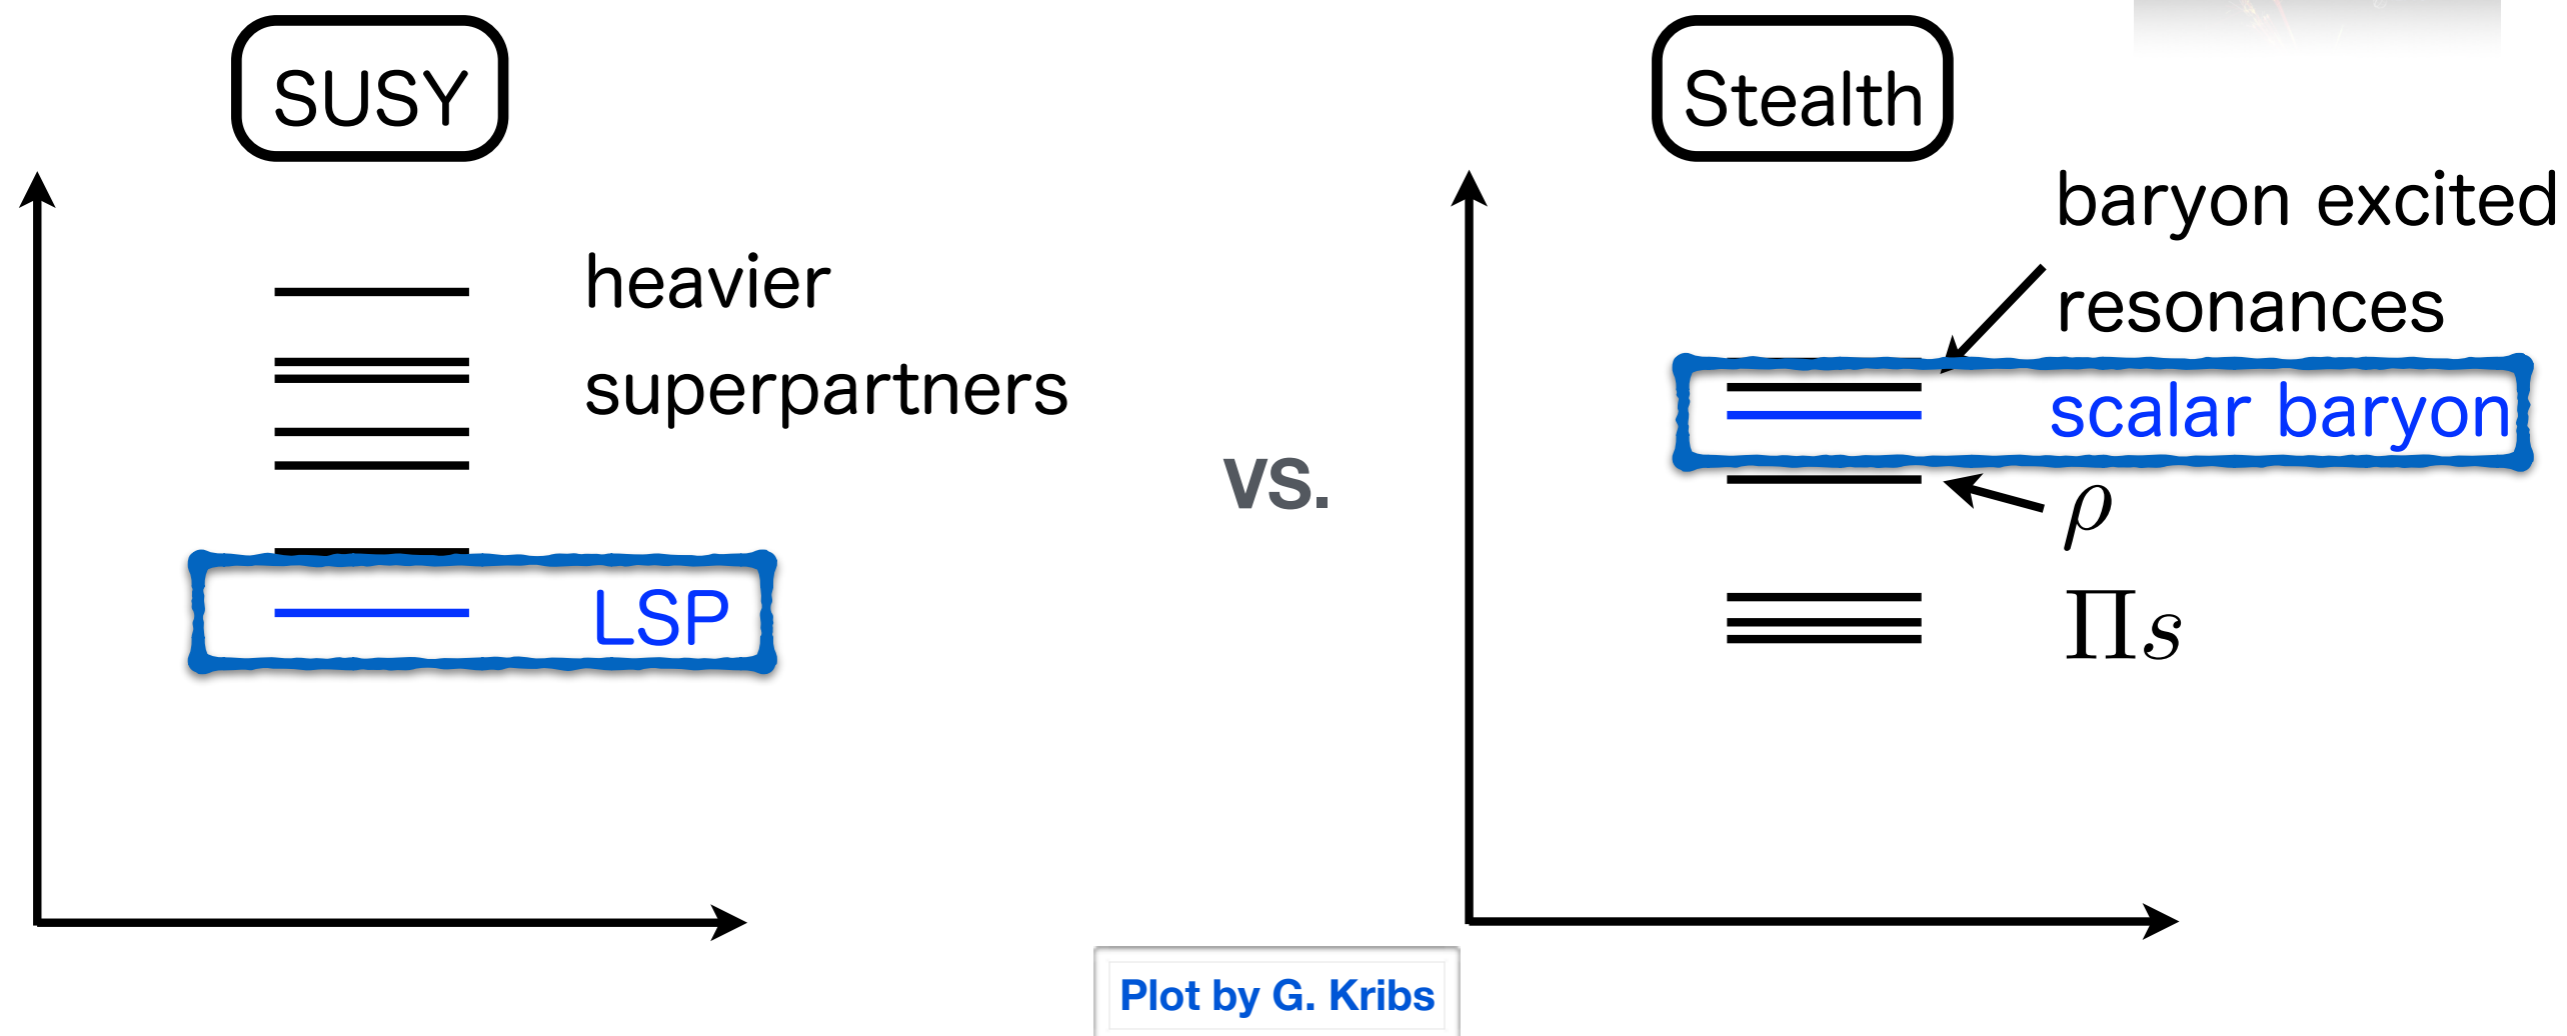 SUSY
heavier
superpartners
LSP
vs.
Stealth
baryon excited
resonances
scalar baryon
ρ
Πs
Plot by G. Kribs